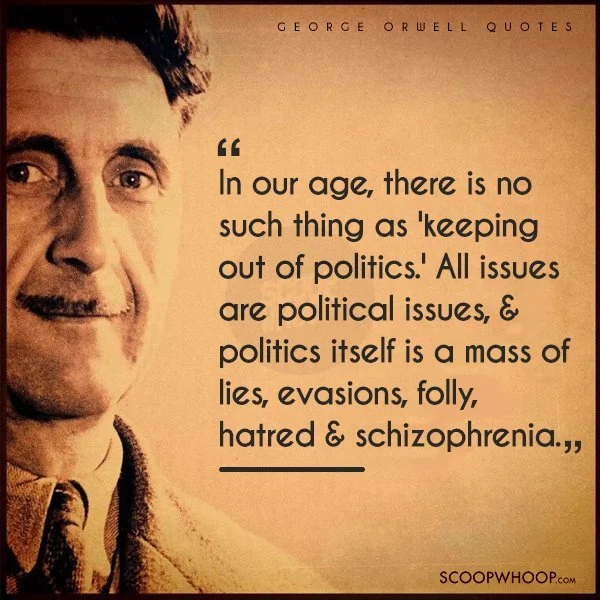 GEORGE ORWELL QUOTES
“
In our age, there is no
such thing as 'keeping
out of politics.' All issues
are political issues, &
politics itself is a mass of
lies, evasions, folly,
hatred & schizophrenia.„
SCOOPWHOOP.COM